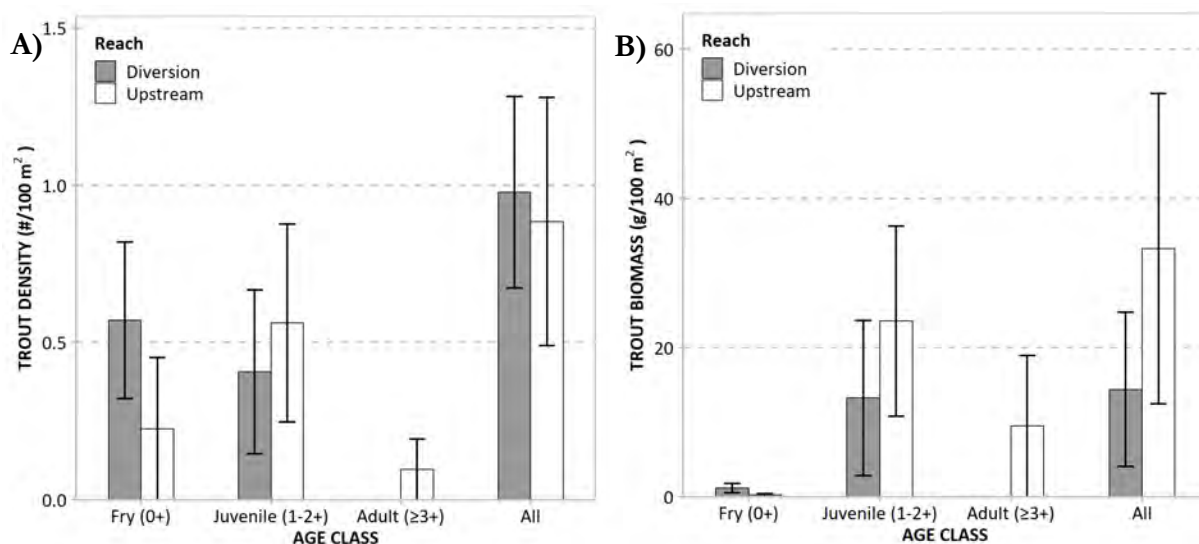 A)
Reach
Diversion
Upstream
TROUT DENSITY (#/100 m²)
1.5
1.0
0.5
0.0
Fry (0+) Juvenile (1-2+) Adult (≥3+) All
AGE CLASS
B)
Reach
Diversion
Upstream
TROUT BIOMASS (g/100 m²)
60
40
20
0
Fry (0+) Juvenile (1-2+) Adult (≥3+) All
AGE CLASS